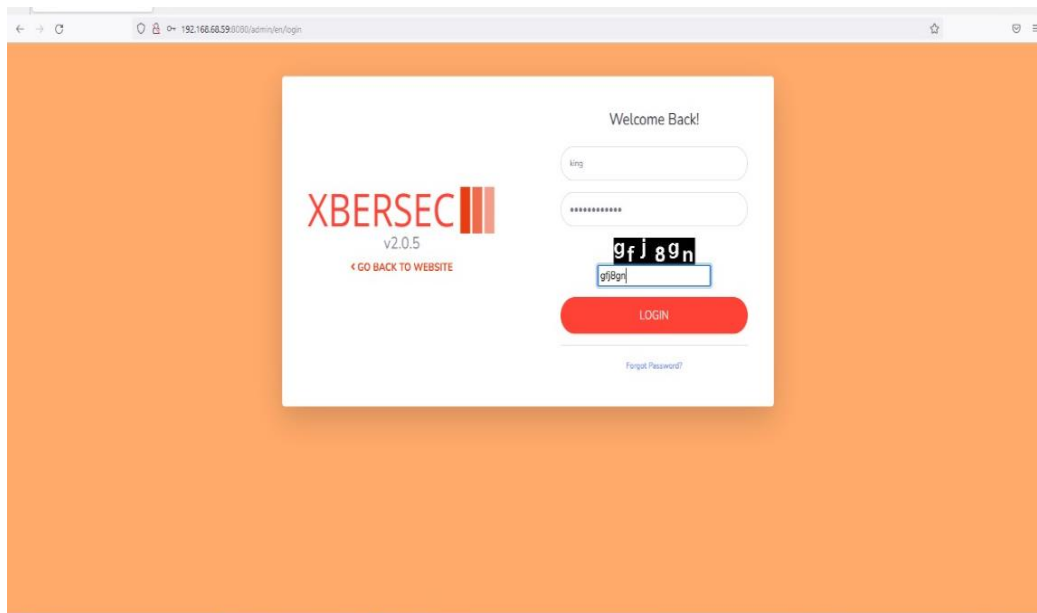 192.168.68.59:8080/admin/en/login
Welcome Back!
king
XBERSEC
v2.0.5
< GO BACK TO WEBSITE
••••••••••••
gfj8gn
gfj8gn
LOGIN
Forgot Password?